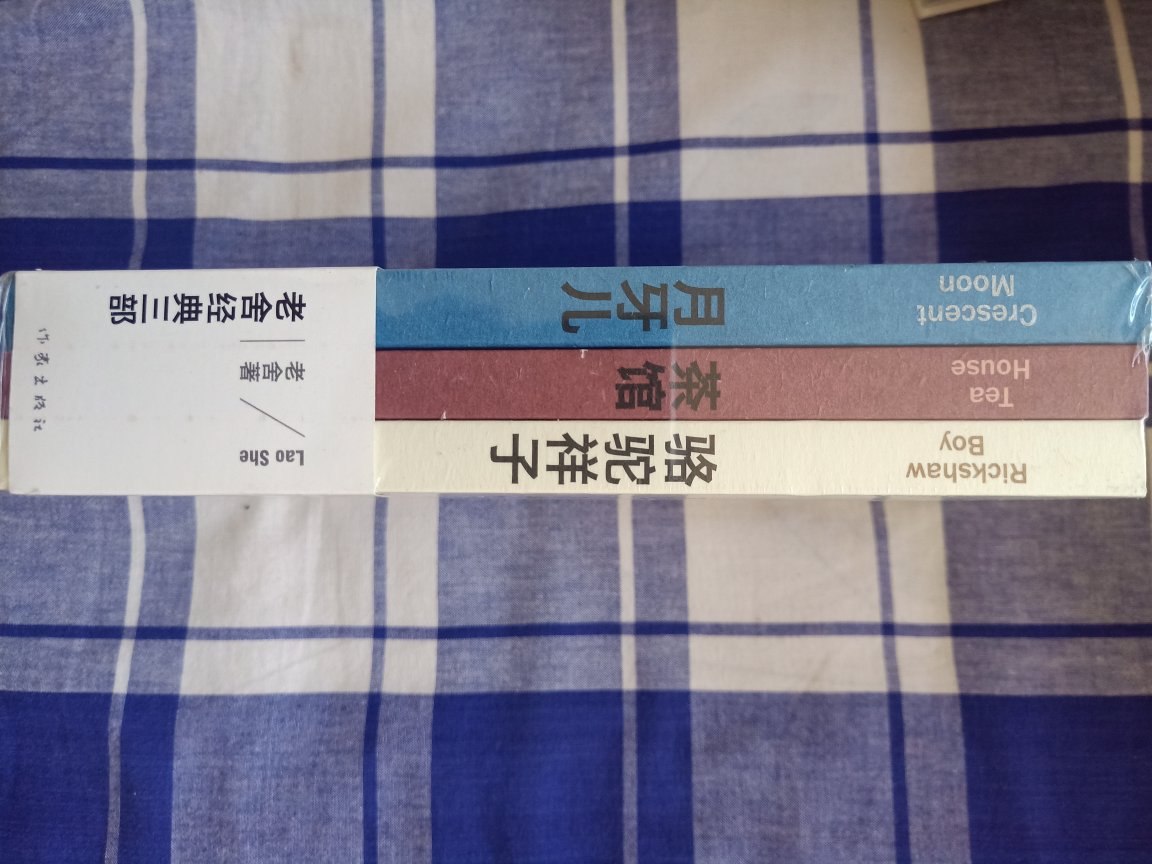 老舍经典三部
老舍著
Lao She
作家出版社
月牙儿
Crescent
Moon
茶馆
Tea
House
骆驼祥子
Rickshaw
Boy